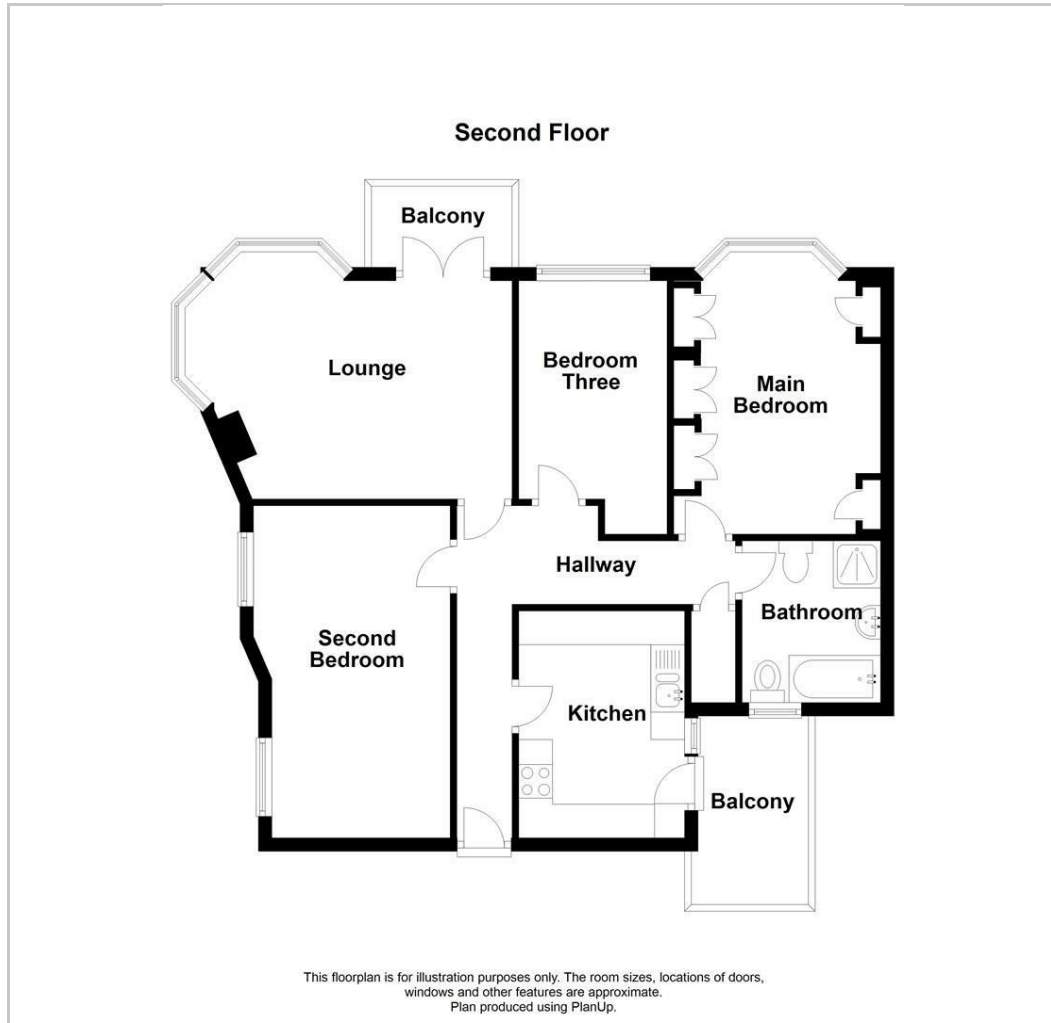 Second Floor
Balcony
Lounge
Bedroom
Three
Main
Bedroom
Hallway
Bathroom
Second
Bedroom
Kitchen
Balcony
This floorplan is for illustration purposes only. The room sizes, locations of doors,
windows and other features are approximate.
Plan produced using PlanUp.